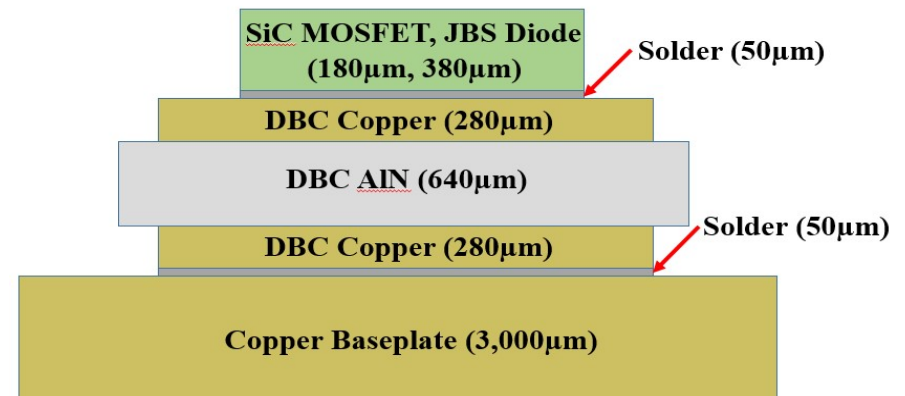 SiC MOSFET, JBS Diode
(180µm, 380µm)
Solder (50µm)
DBC Copper (280µm)
DBC AlN (640µm)
Solder (50µm)
DBC Copper (280µm)
Copper Baseplate (3,000µm)